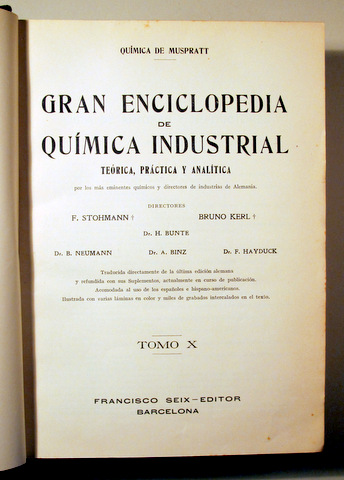 QUÍMICA DE MUSPRATT
GRAN ENCICLOPEDIA
DE
QUÍMICA INDUSTRIAL
TEÓRICA, PRÁCTICA Y ANALÍTICA
por los más eminentes químicos y directores de industrias de Alemania.
DIRECTORES
F. STOHMANN † BRUNO KERL †
DR. H. BUNTE
DR. B. NEUMANN DR. A. BINZ DR. F. HAYDUCK
Traducida directamente de la última edición alemana
y refundida con sus Suplementos, actualmente en curso de publicación.
Acomodada al uso de los españoles é hispano-americanos.
Ilustrada con varias láminas en color y miles de grabados intercalados en el texto.
TOMO X
FRANCISCO SEIX-EDITOR
BARCELONA